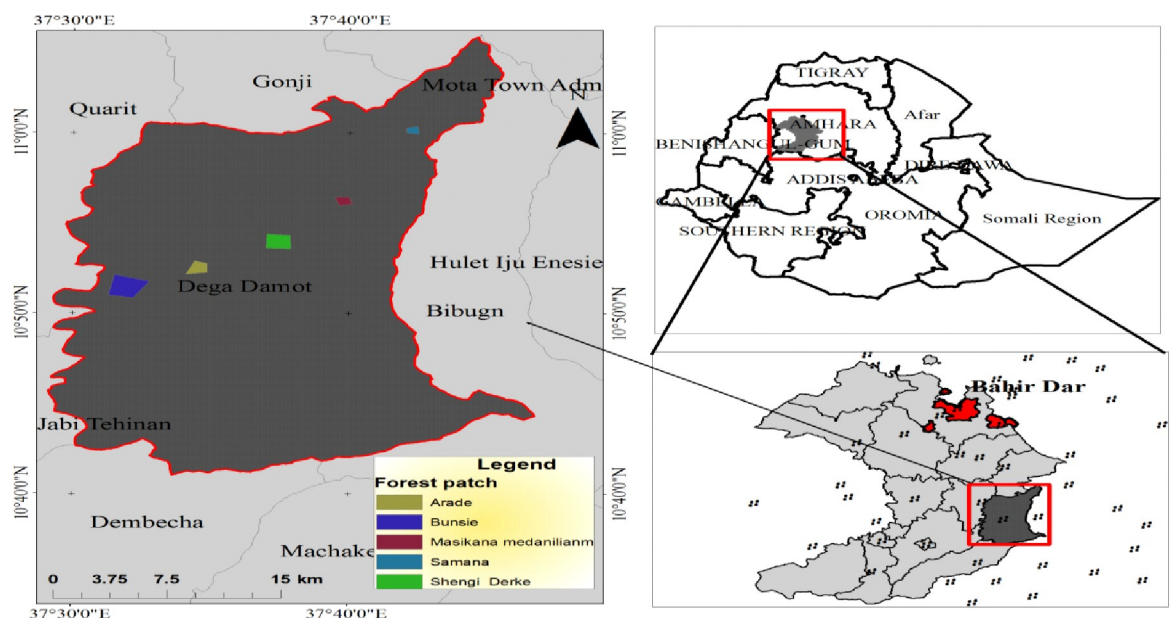 37°30'0"E 37°40'0"E
Gonji
Mota Town Adm
Quarit
N
11°0'0"N 11°0'0"N
Hulet Iju Enesie
Dega Damot
Bibugn
10°50'0"N 10°50'0"N
Jabi Tehinan
10°40'0"N 10°40'0"N
Dembecha
Machake
Legend
Forest patch
Arade
Bunsie
Masikana medanilianm
Samana
Shengi Derke
0 3.75 7.5 15 km
37°30'0"E 37°40'0"E
TIGRAY
Afar
AMHARA
BENISHANGUL-GUM
DIRE DAWA
ADDIS ABEBA
GAMBELLA
OROMIA
Somali Region
SOUTHERN REGION
Bahir Dar